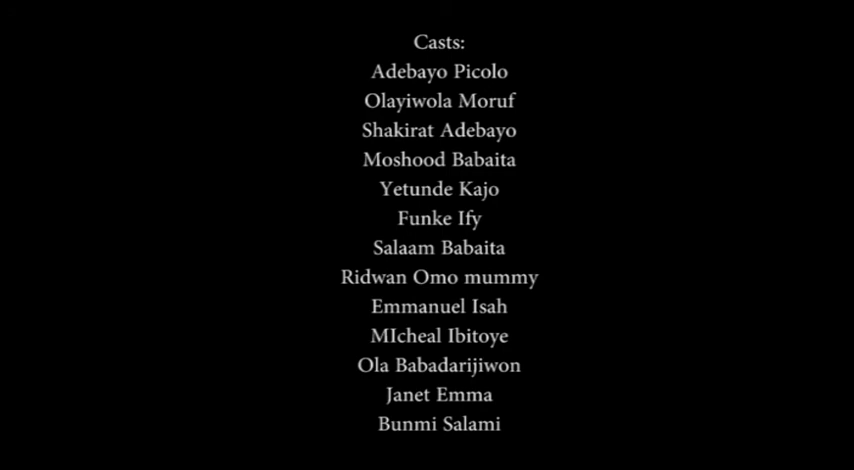 Casts:
Adebayo Picolo
Olayiwola Moruf
Shakirat Adebayo
Moshood Babaita
Yetunde Kajo
Funke Ify
Salaam Babaita
Ridwan Omo mummy
Emmanuel Isah
MIcheal Ibitoye
Ola Babadarijiwon
Janet Emma
Bunmi Salami